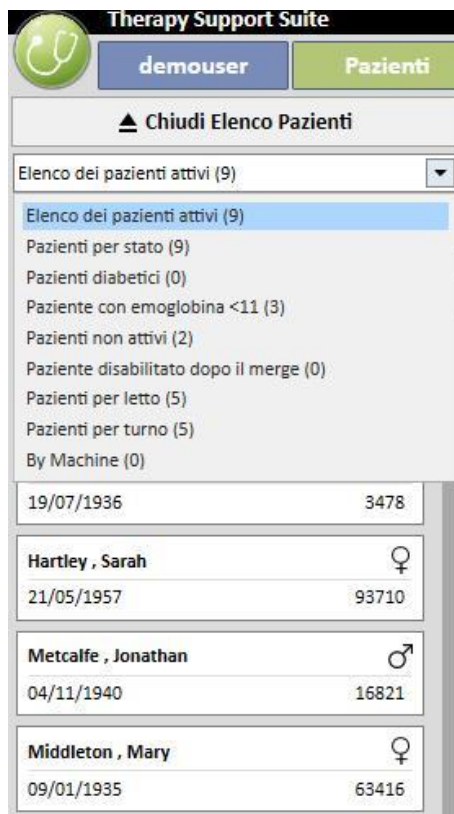 Therapy Support Suite
demouser Pazienti
Chiudi Elenco Pazienti
Elenco dei pazienti attivi (9)
Elenco dei pazienti attivi (9)
Pazienti per stato (9)
Pazienti diabetici (0)
Paziente con emoglobina <11 (3)
Pazienti non attivi (2)
Paziente disabilitato dopo il merge (0)
Pazienti per letto (5)
Pazienti per turno (5)
By Machine (0)
19/07/1936 3478
Hartley , Sarah ♀
21/05/1957 93710
Metcalfe , Jonathan ♂
04/11/1940 16821
Middleton , Mary ♀
09/01/1935 63416